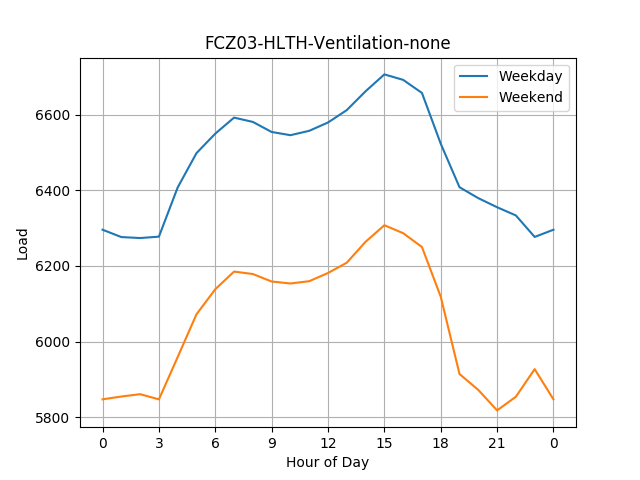 FCZ03-HLTH-Ventilation-none
Weekday
Weekend
Load
6600
6400
6200
6000
5800
0 3 6 9 12 15 18 21 0
Hour of Day